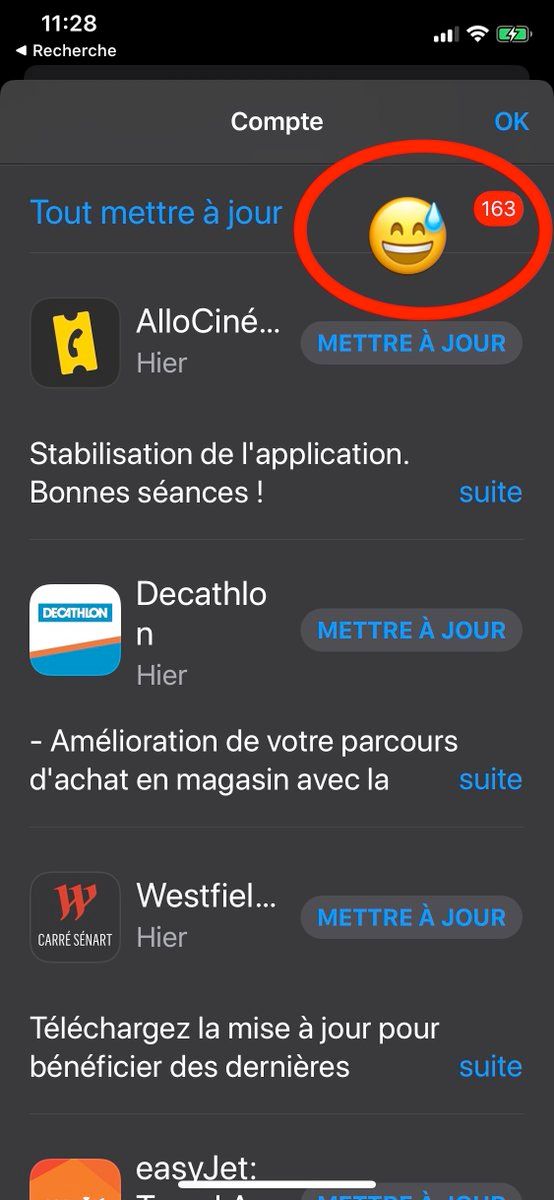 11:28
◀ Recherche
Compte
OK
Tout mettre à jour
163
AlloCiné...
METTRE À JOUR
Hier
Stabilisation de l'application.
Bonnes séances !
suite
DECATHLON
Decathlo
n
METTRE À JOUR
Hier
- Amélioration de votre parcours
d'achat en magasin avec la
suite
W
CARRÉ SÉNART
Westfiel...
METTRE À JOUR
Hier
Téléchargez la mise à jour pour
bénéficier des dernières
suite
easyJet:
METTRE À JOUR